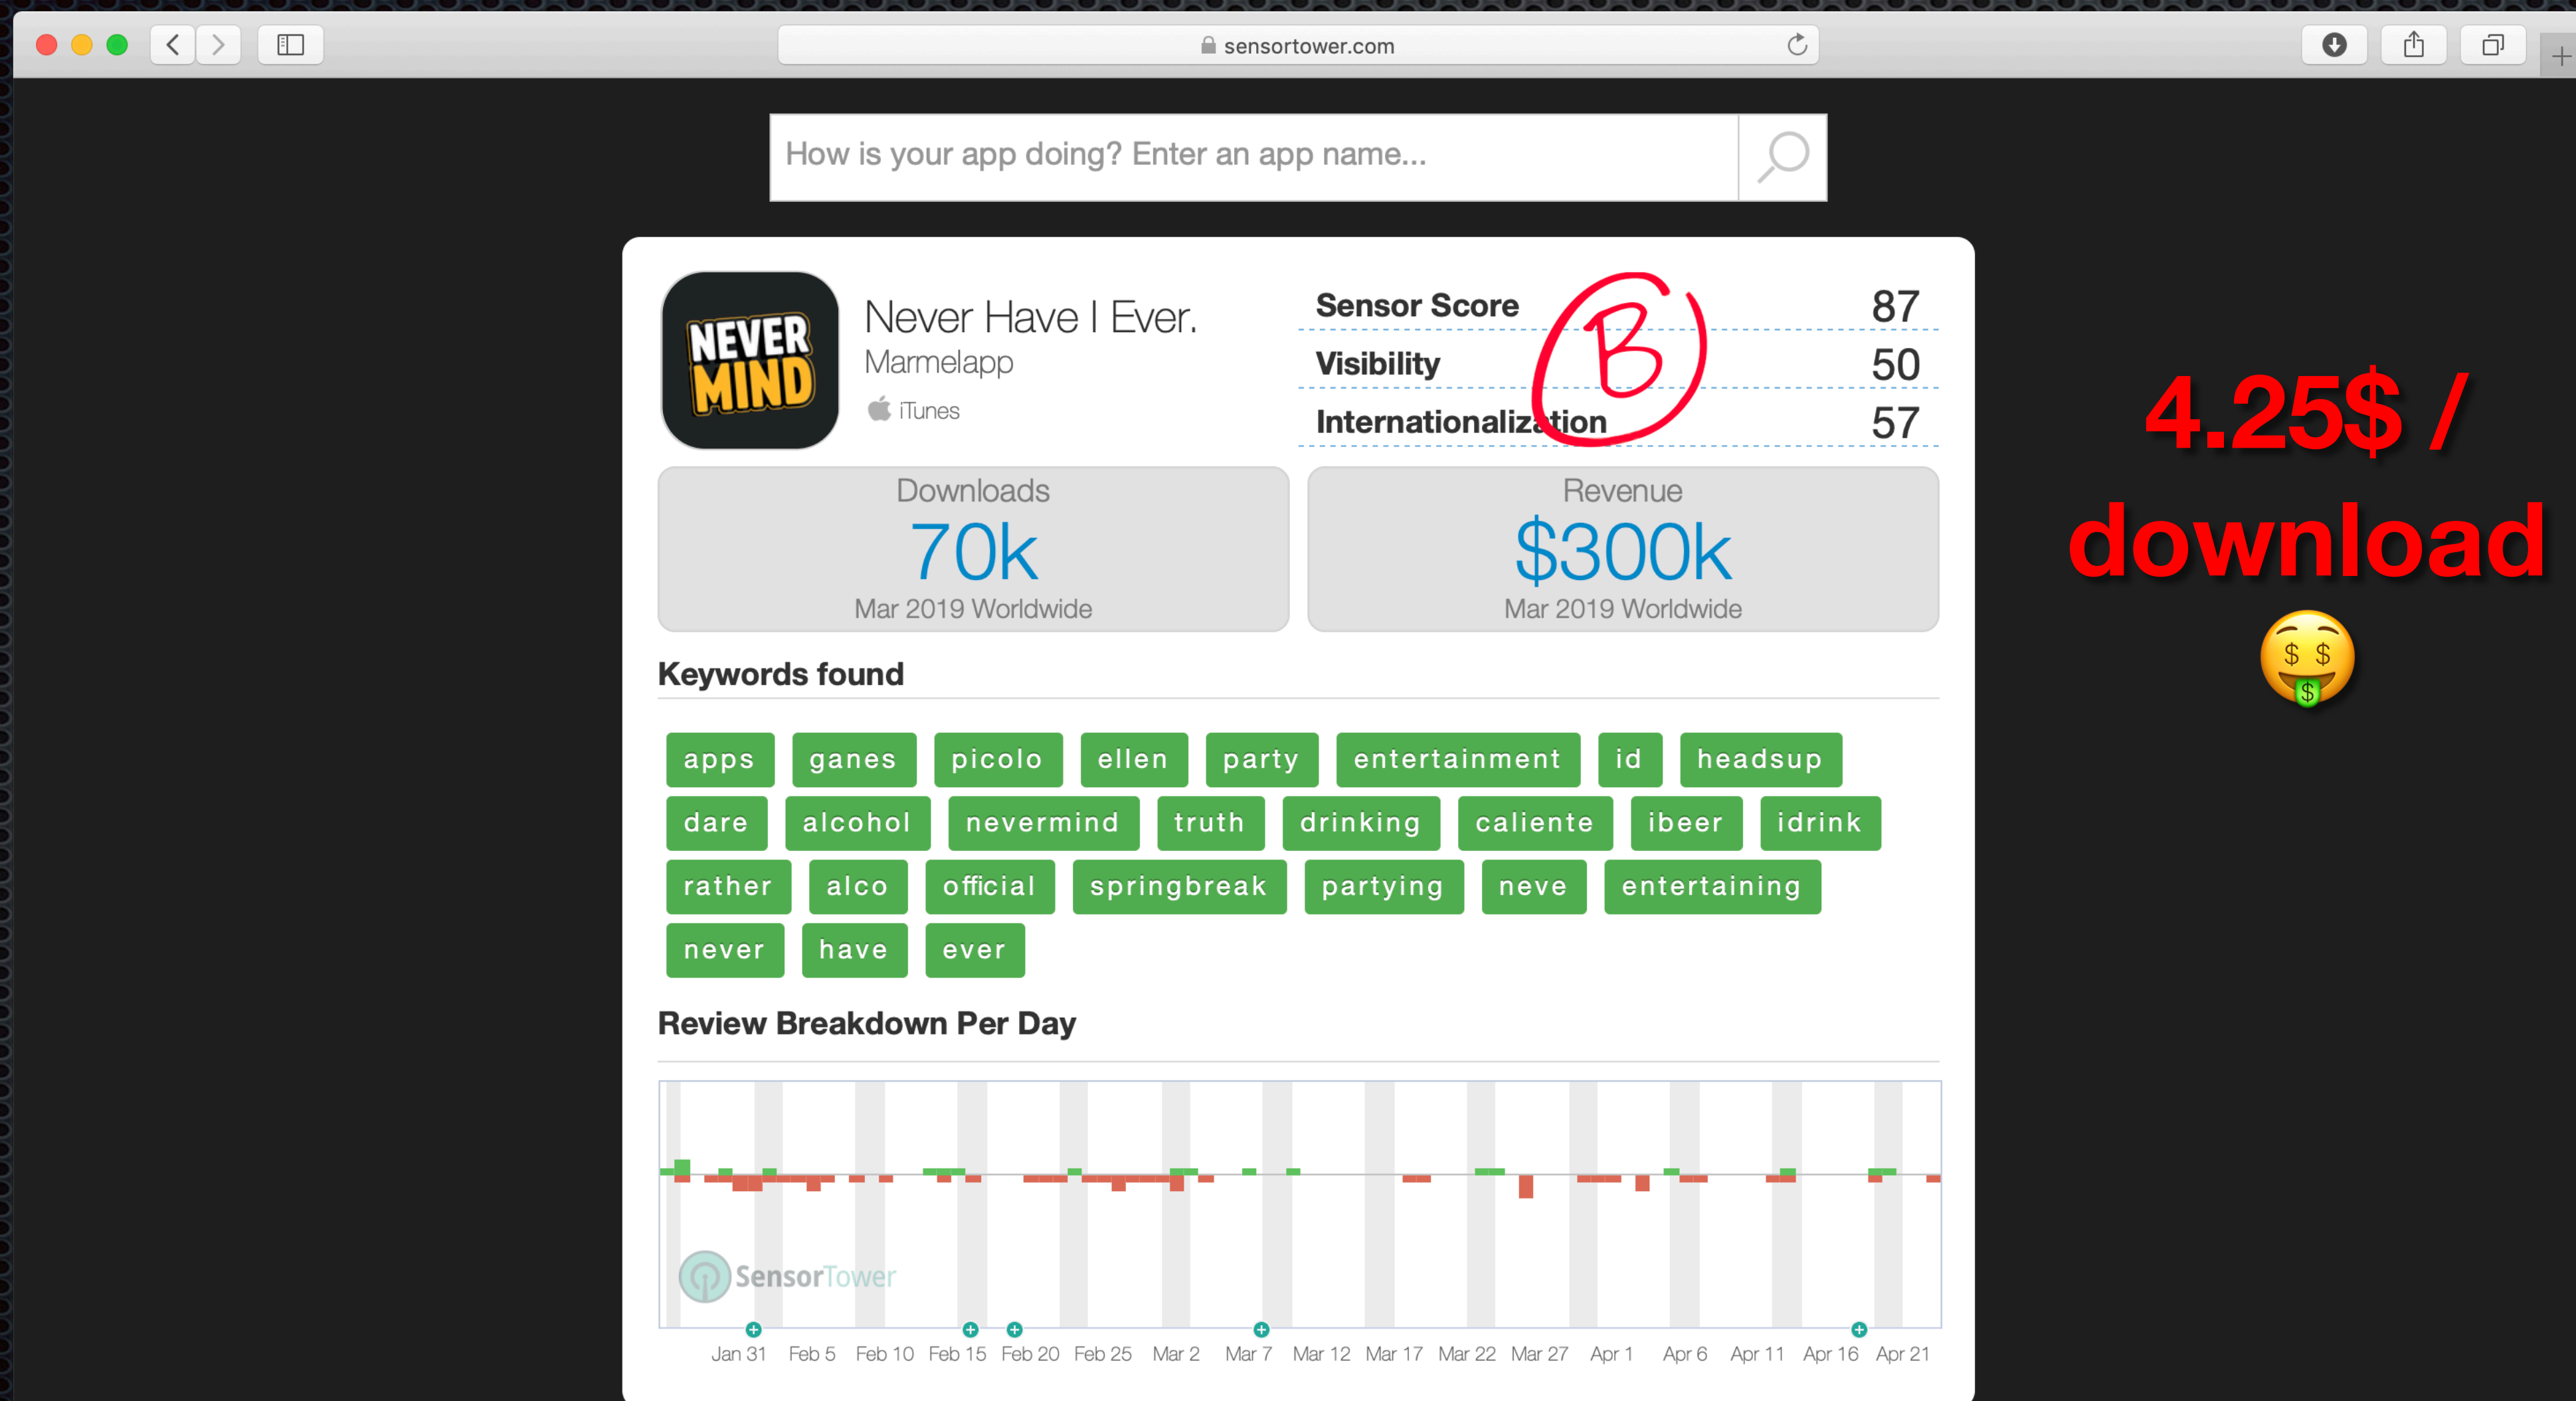 sensortower.com
How is your app doing? Enter an app name...
NEVER
MIND
Never Have I Ever.
Marmelapp
iTunes
Sensor Score 87
Visibility 50
Internationalization 57
B
Downloads
70k
Mar 2019 Worldwide
Revenue
$300k
Mar 2019 Worldwide
4.25$ /
download
Keywords found
apps ganes picolo ellen party entertainment id headsup
dare alcohol nevermind truth drinking caliente ibeer idrink
rather alco official springbreak partying neve entertaining
never have ever
Review Breakdown Per Day
SensorTower
Jan 31 Feb 5 Feb 10 Feb 15 Feb 20 Feb 25 Mar 2 Mar 7 Mar 12 Mar 17 Mar 22 Mar 27 Apr 1 Apr 6 Apr 11 Apr 16 Apr 21